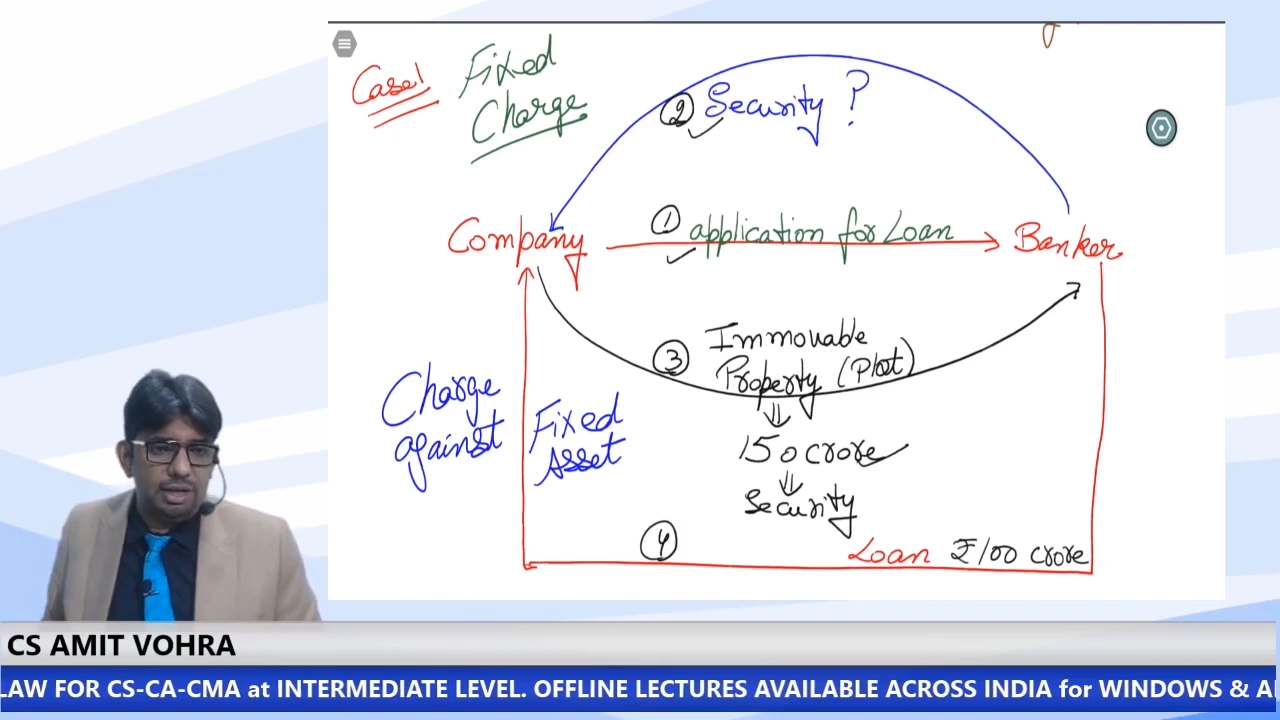 Case 1
Fixed
Charge
② Security ?
Company
① application for Loan
Banker
③ Immovable
Property (Plot)
150 crore
Security
Charge
against
Fixed
Asset
④
Loan ₹100 crore
CS AMIT VOHRA
LAW FOR CS-CA-CMA at INTERMEDIATE LEVEL. OFFLINE LECTURES AVAILABLE ACROSS INDIA for WINDOWS &